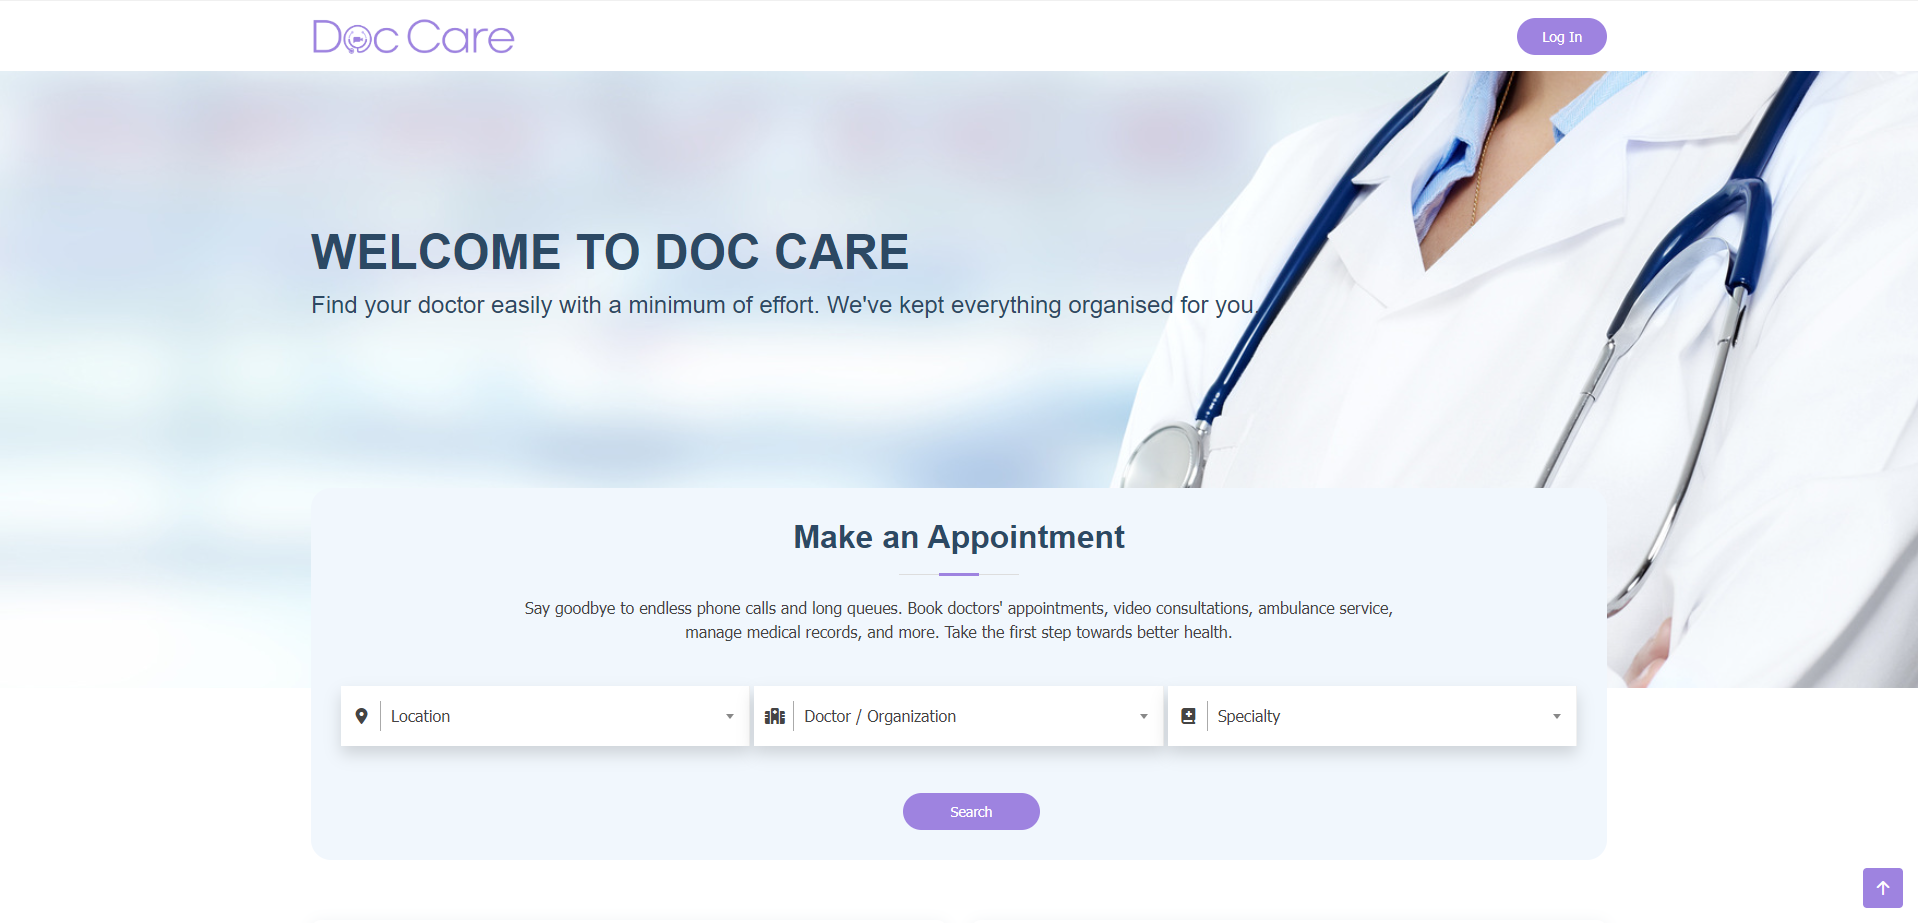 Doc Care
Log In
WELCOME TO DOC CARE
Find your doctor easily with a minimum of effort. We've kept everything organised for you.
Make an Appointment
Say goodbye to endless phone calls and long queues. Book doctors' appointments, video consultations, ambulance service,
manage medical records, and more. Take the first step towards better health.
Location
Doctor / Organization
Specialty
Search